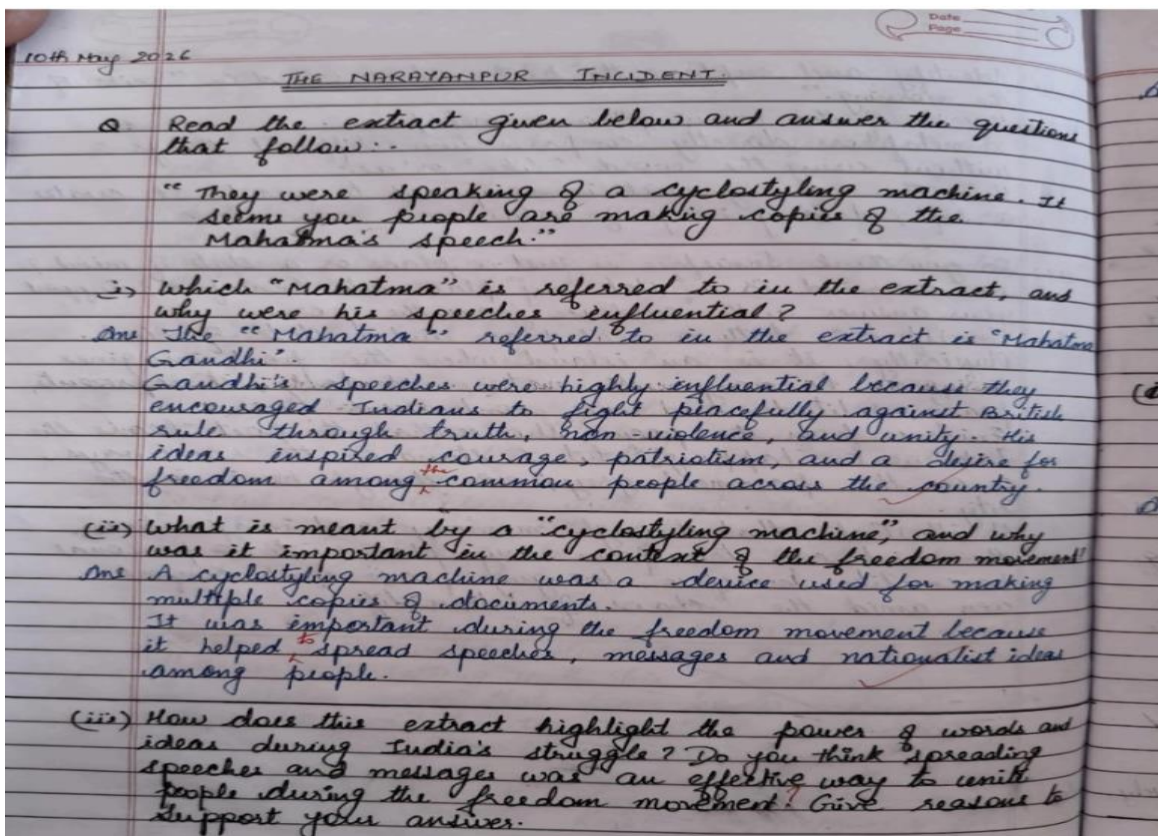 Date
Page
10th May 2026
THE NARAYANPUR INCIDENT.
Q Read the extract given below and answer the questions
that follow:-
"They were speaking of a cyclostyling machine. It
seems you people are making copies of the
Mahatma's speech."
(i) Which "Mahatma" is referred to in the extract, and
why were his speeches influential?
Ans The "Mahatma" referred to in the extract is "Mahatma
Gandhi".
Gandhi's speeches were highly influential because they
encouraged Indians to fight peacefully against British
rule through truth, non-violence, and unity. His
ideas inspired courage, patriotism, and a desire for
freedom among the common people across the country.
(ii) What is meant by a "cyclostyling machine", and why
was it important in the context of the freedom movement?
Ans A cyclostyling machine was a device used for making
multiple copies of documents.
It was important during the freedom movement because
it helped to spread speeches, messages and nationalist ideas
among people.
(iii) How does this extract highlight the power of words and
ideas during India's struggle? Do you think spreading
speeches and messages was an effective way to unite
people during the freedom movement? Give reasons to
support your answer.